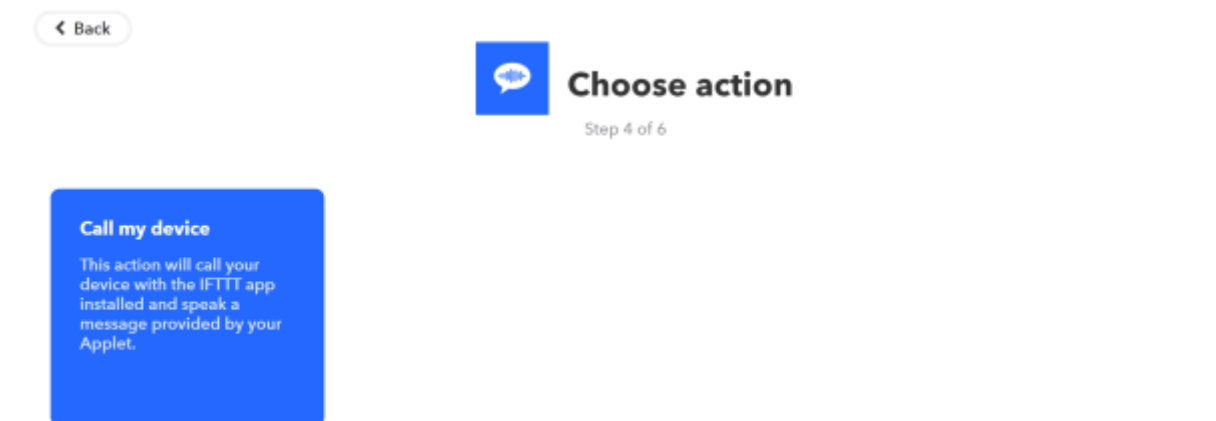 Back
Choose action
Step 4 of 6
Call my device
This action will call your
device with the IFTTT app
installed and speak a
message provided by your
Applet.